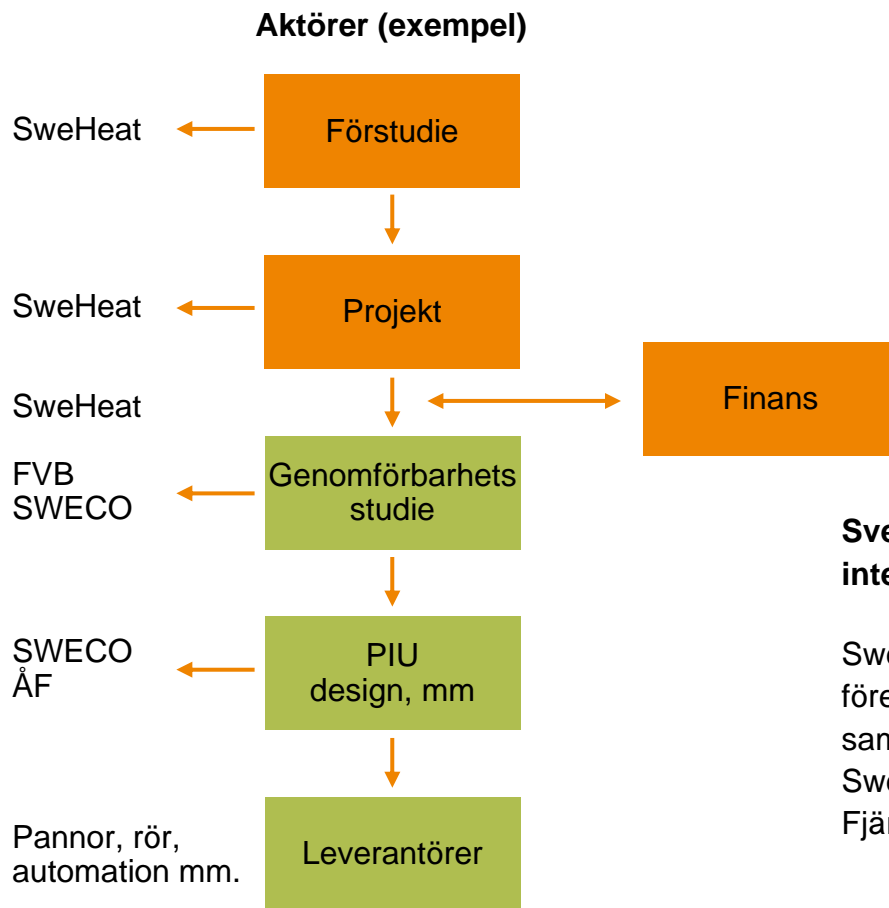 Aktörer (exempel)
SweHeat
Förstudie
SweHeat
Projekt
SweHeat
Finans
FVB
SWECO
Genomförbarhets
studie
SWECO
ÅF
PIU
design, mm
Pannor, rör,
automation mm.
Leverantörer